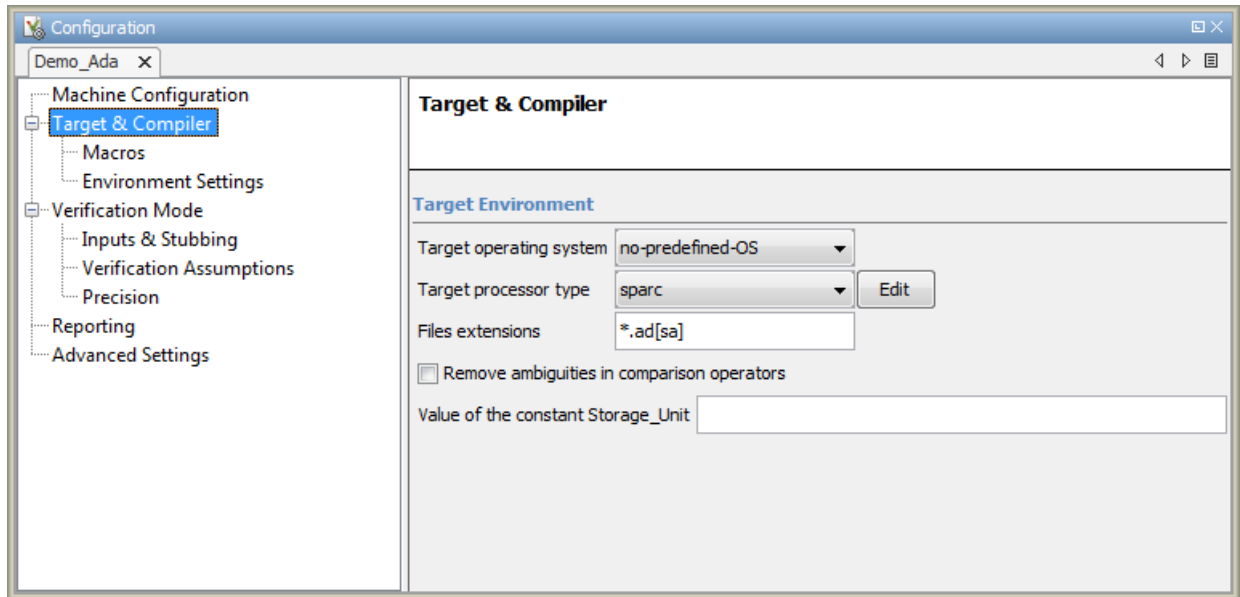 Configuration
Demo_Ada
Machine Configuration
Target & Compiler
Macros
Environment Settings
Verification Mode
Inputs & Stubbing
Verification Assumptions
Precision
Reporting
Advanced Settings
Target & Compiler
Target Environment
Target operating system no-predefined-OS
Target processor type sparc Edit
Files extensions *.ad[sa]
Remove ambiguities in comparison operators
Value of the constant Storage_Unit